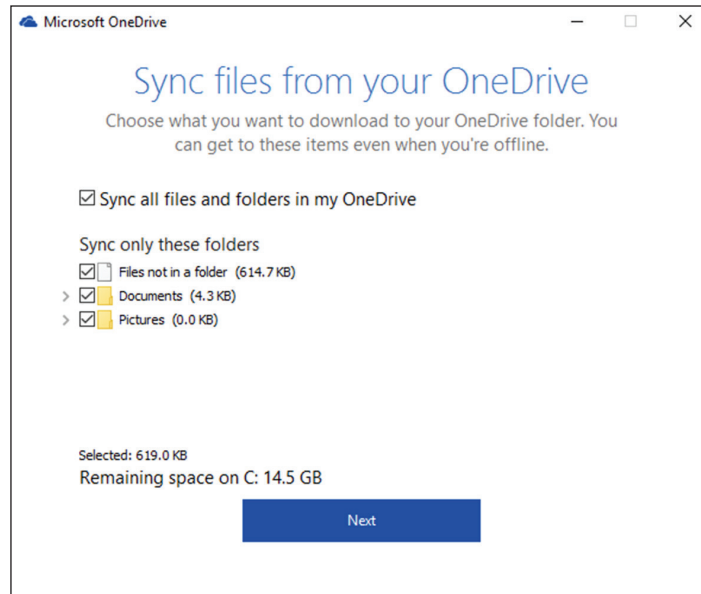 Microsoft OneDrive
Sync files from your OneDrive
Choose what you want to download to your OneDrive folder. You
can get to these items even when you're offline.
Sync all files and folders in my OneDrive
Sync only these folders
Files not in a folder (614.7 KB)
Documents (4.3 KB)
Pictures (0.0 KB)
Selected: 619.0 KB
Remaining space on C: 14.5 GB
Next